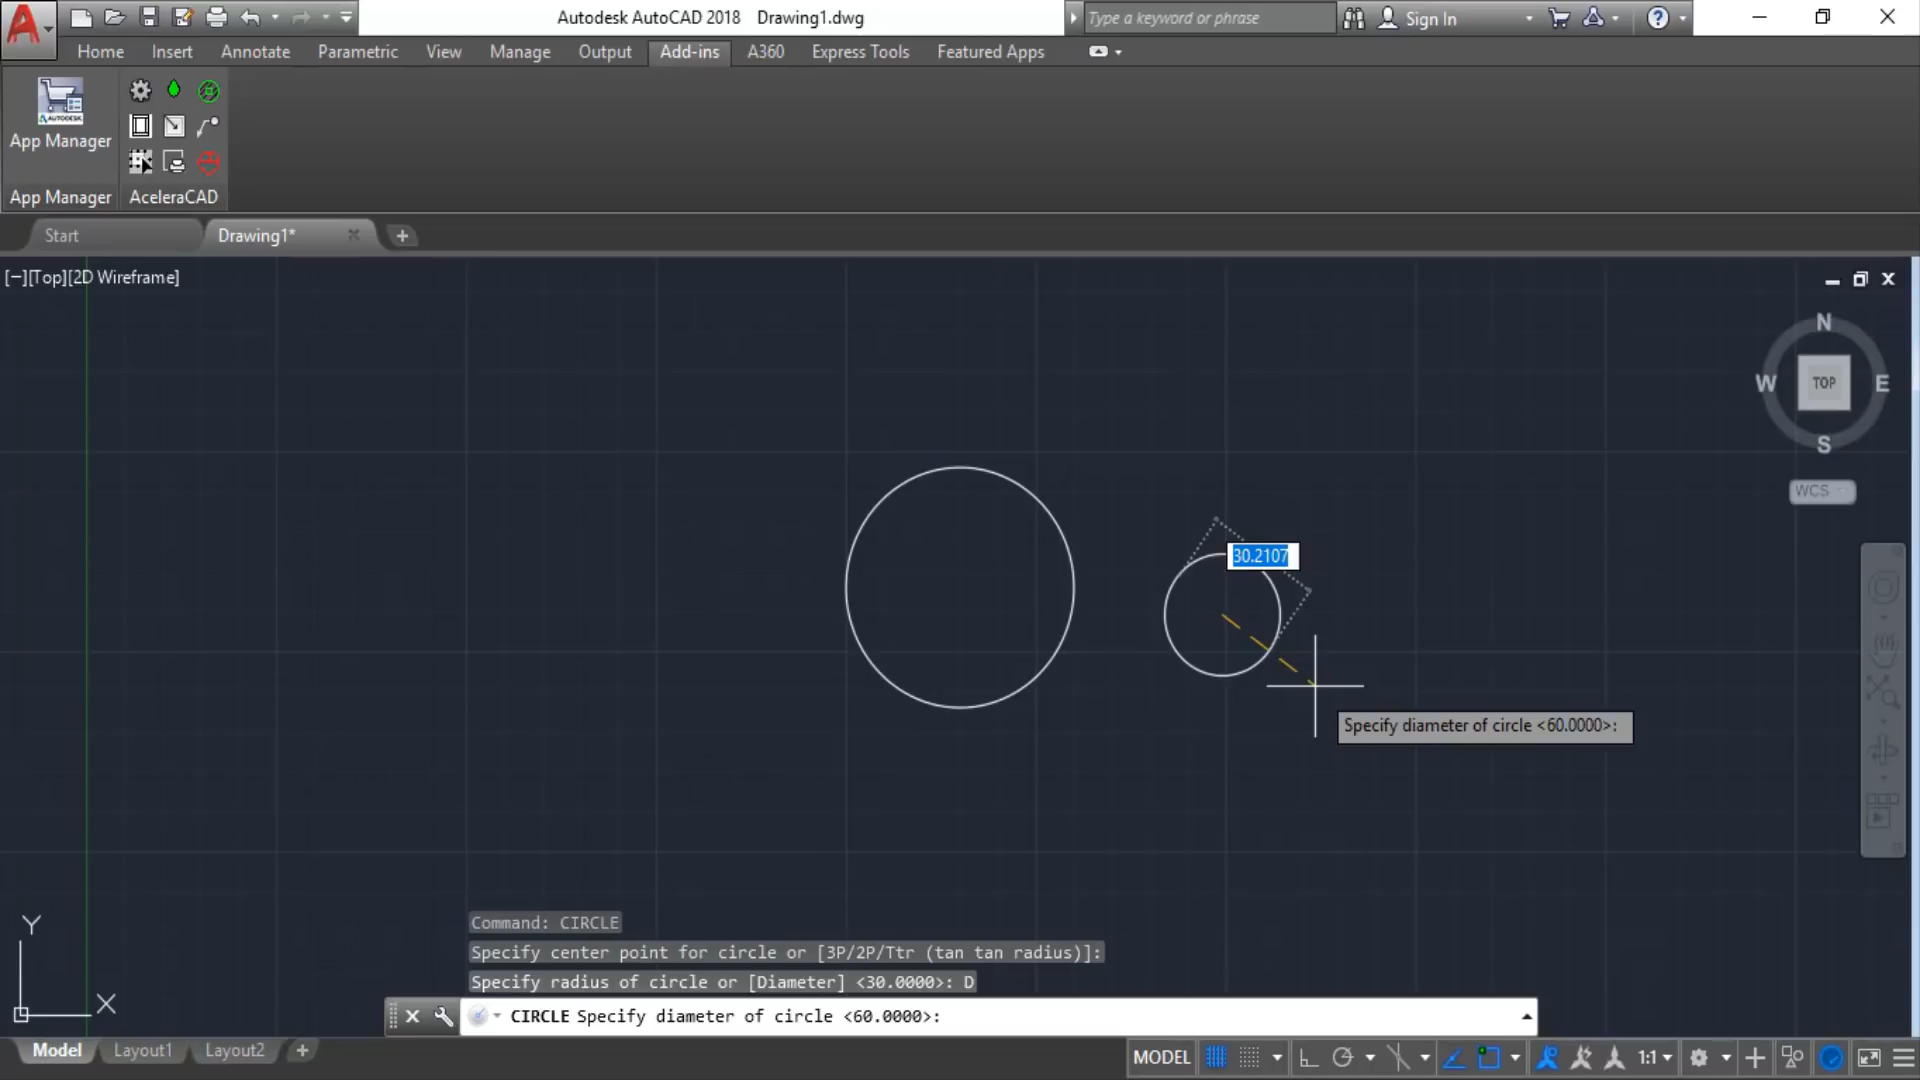 Autodesk AutoCAD 2018 Drawing1.dwg
Type a keyword or phrase
Sign In
Home Insert Annotate Parametric View Manage Output Add-ins A360 Express Tools Featured Apps
AUTODESK
App Manager
App Manager AceleraCAD
Start Drawing1*
[−][Top][2D Wireframe]
N
W TOP E
S
WCS
30.2107
Specify diameter of circle <60.0000>:
Y
X
Command: CIRCLE
Specify center point for circle or [3P/2P/Ttr (tan tan radius)]:
Specify radius of circle or [Diameter] <30.0000>: D
CIRCLE Specify diameter of circle <60.0000>:
Model Layout1 Layout2 +
MODEL 1:1